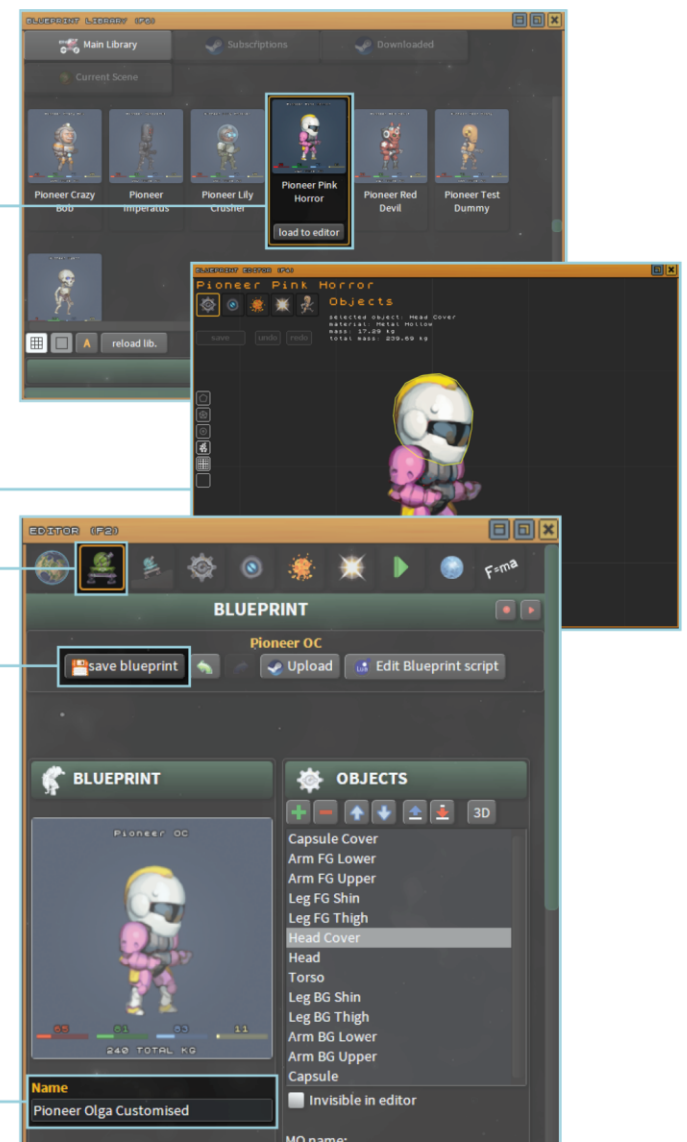 BLUEPRINT LIBRARY (F6)
Main Library
Subscriptions
Downloaded
Current Scene
Pioneer Crazy
Bob
Pioneer
Imperatus
Pioneer Lily
Crusher
Pioneer Pink
Horror
load to editor
Pioneer Red
Devil
Pioneer Test
Dummy
A
reload lib.
BLUEPRINT EDITOR (F4)
Pioneer Pink Horror
Objects
selected object: Head Cover
material: Metal Hollow
mass: 17.29 kg
total mass: 239.69 kg
save
undo
redo
EDITOR (F2)
F=ma
BLUEPRINT
Pioneer OC
save blueprint
Upload
Edit Blueprint script
BLUEPRINT
OBJECTS
3D
Pioneer OC
Capsule Cover
Arm FG Lower
Arm FG Upper
Leg FG Shin
Leg FG Thigh
Head Cover
Head
Torso
Leg BG Shin
Leg BG Thigh
Arm BG Lower
Arm BG Upper
Capsule
11
240 TOTAL KG
Name
Pioneer Olga Customised
Invisible in editor
MO name: